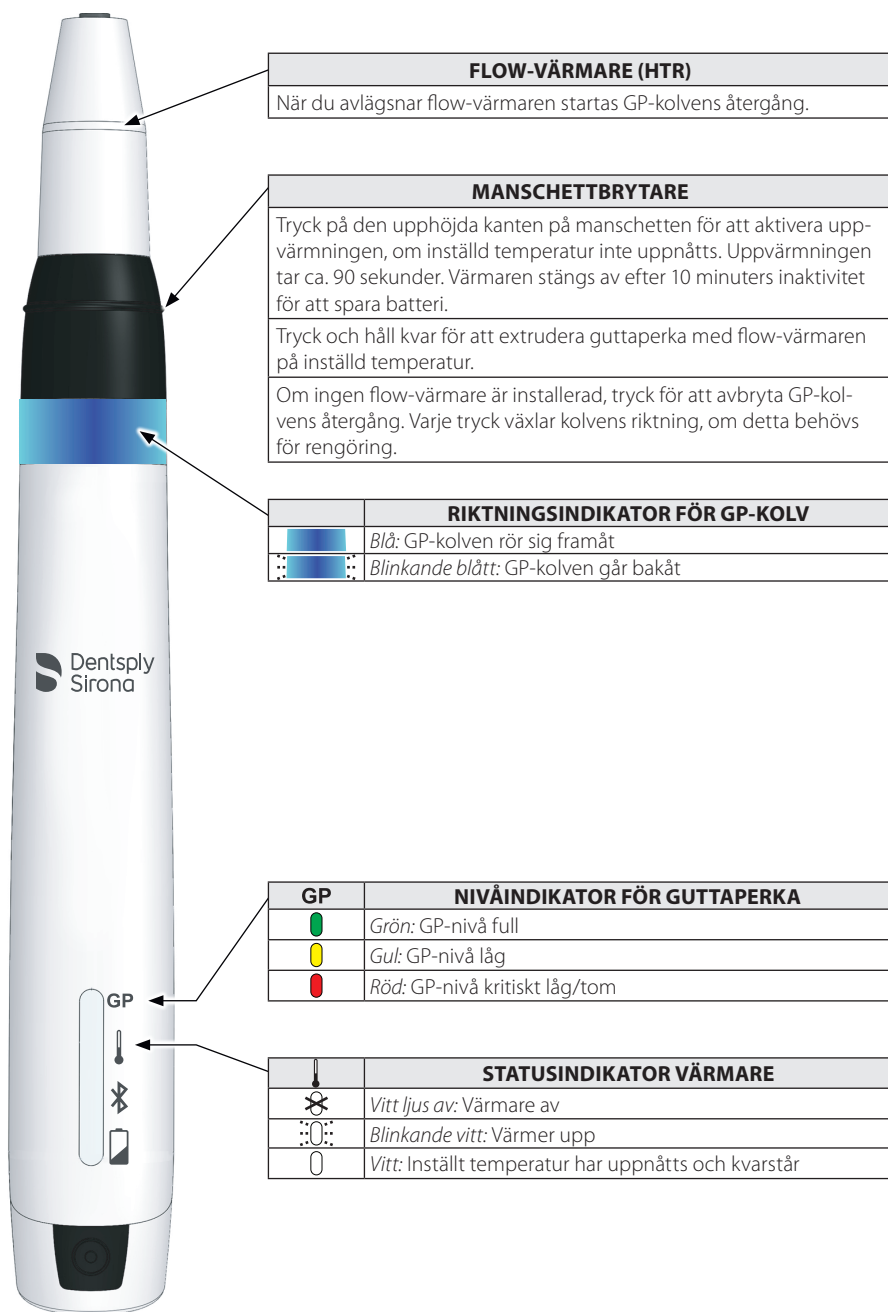 FLOW-VÄRMARE (HTR)
När du avlägsnar flow-värmaren startas GP-kolvens återgång.
MANSCHETTBRYTARE
Tryck på den upphöjda kanten på manschetten för att aktivera upp-
värmningen, om inställd temperatur inte uppnåtts. Uppvärmningen
tar ca. 90 sekunder. Värmaren stängs av efter 10 minuters inaktivitet
för att spara batteri.
Tryck och håll kvar för att extrudera guttaperka med flow-värmaren
på inställd temperatur.
Om ingen flow-värmare är installerad, tryck för att avbryta GP-kol-
vens återgång. Varje tryck växlar kolvens riktning, om detta behövs
för rengöring.
RIKTNINGSINDIKATOR FÖR GP-KOLV
Blå: GP-kolven rör sig framåt
Blinkande blått: GP-kolven går bakåt
Dentsply
Sirona
GP NIVÅINDIKATOR FÖR GUTTAPERKA
Grön: GP-nivå full
Gul: GP-nivå låg
Röd: GP-nivå kritiskt låg/tom
GP
STATUSINDIKATOR VÄRMARE
Vitt ljus av: Värmare av
Blinkande vitt: Värmer upp
Vitt: Inställt temperatur har uppnåtts och kvarstår